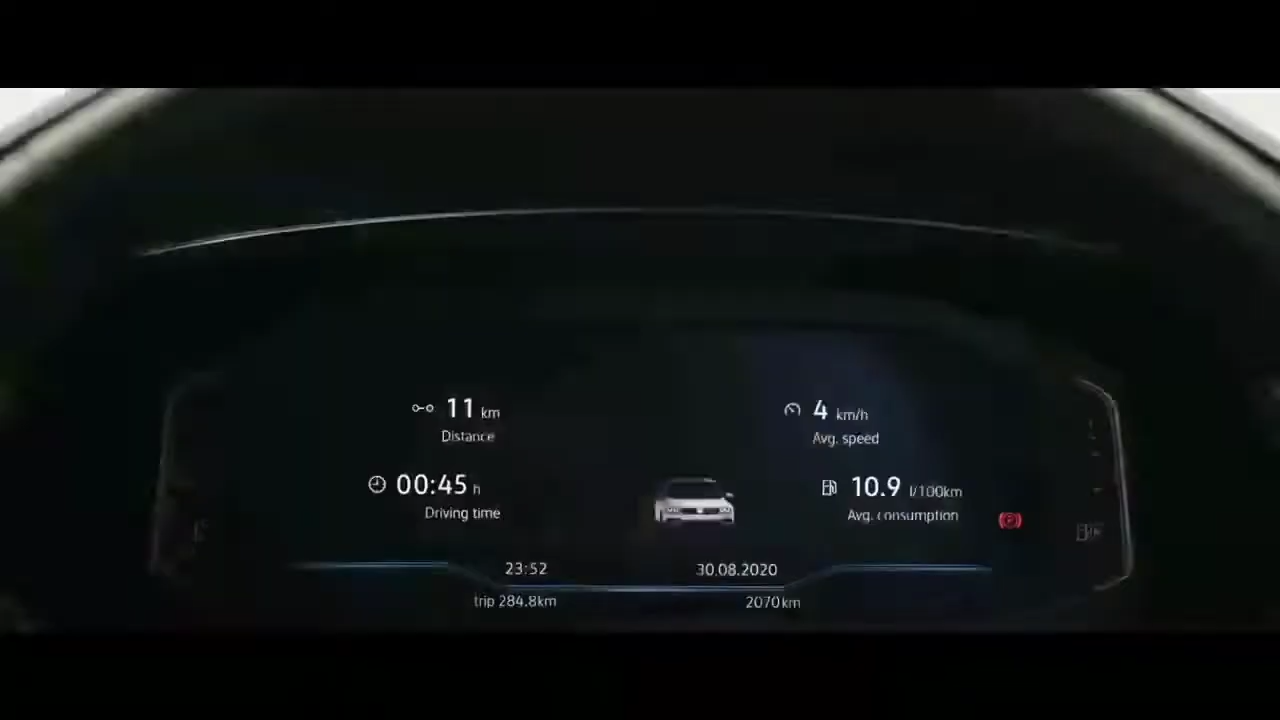 11 km
Distance
4 km/h
Avg. speed
00:45 h
Driving time
10.9 l/100km
Avg. consumption
23:52
30.08.2020
trip 284.8km
2070km